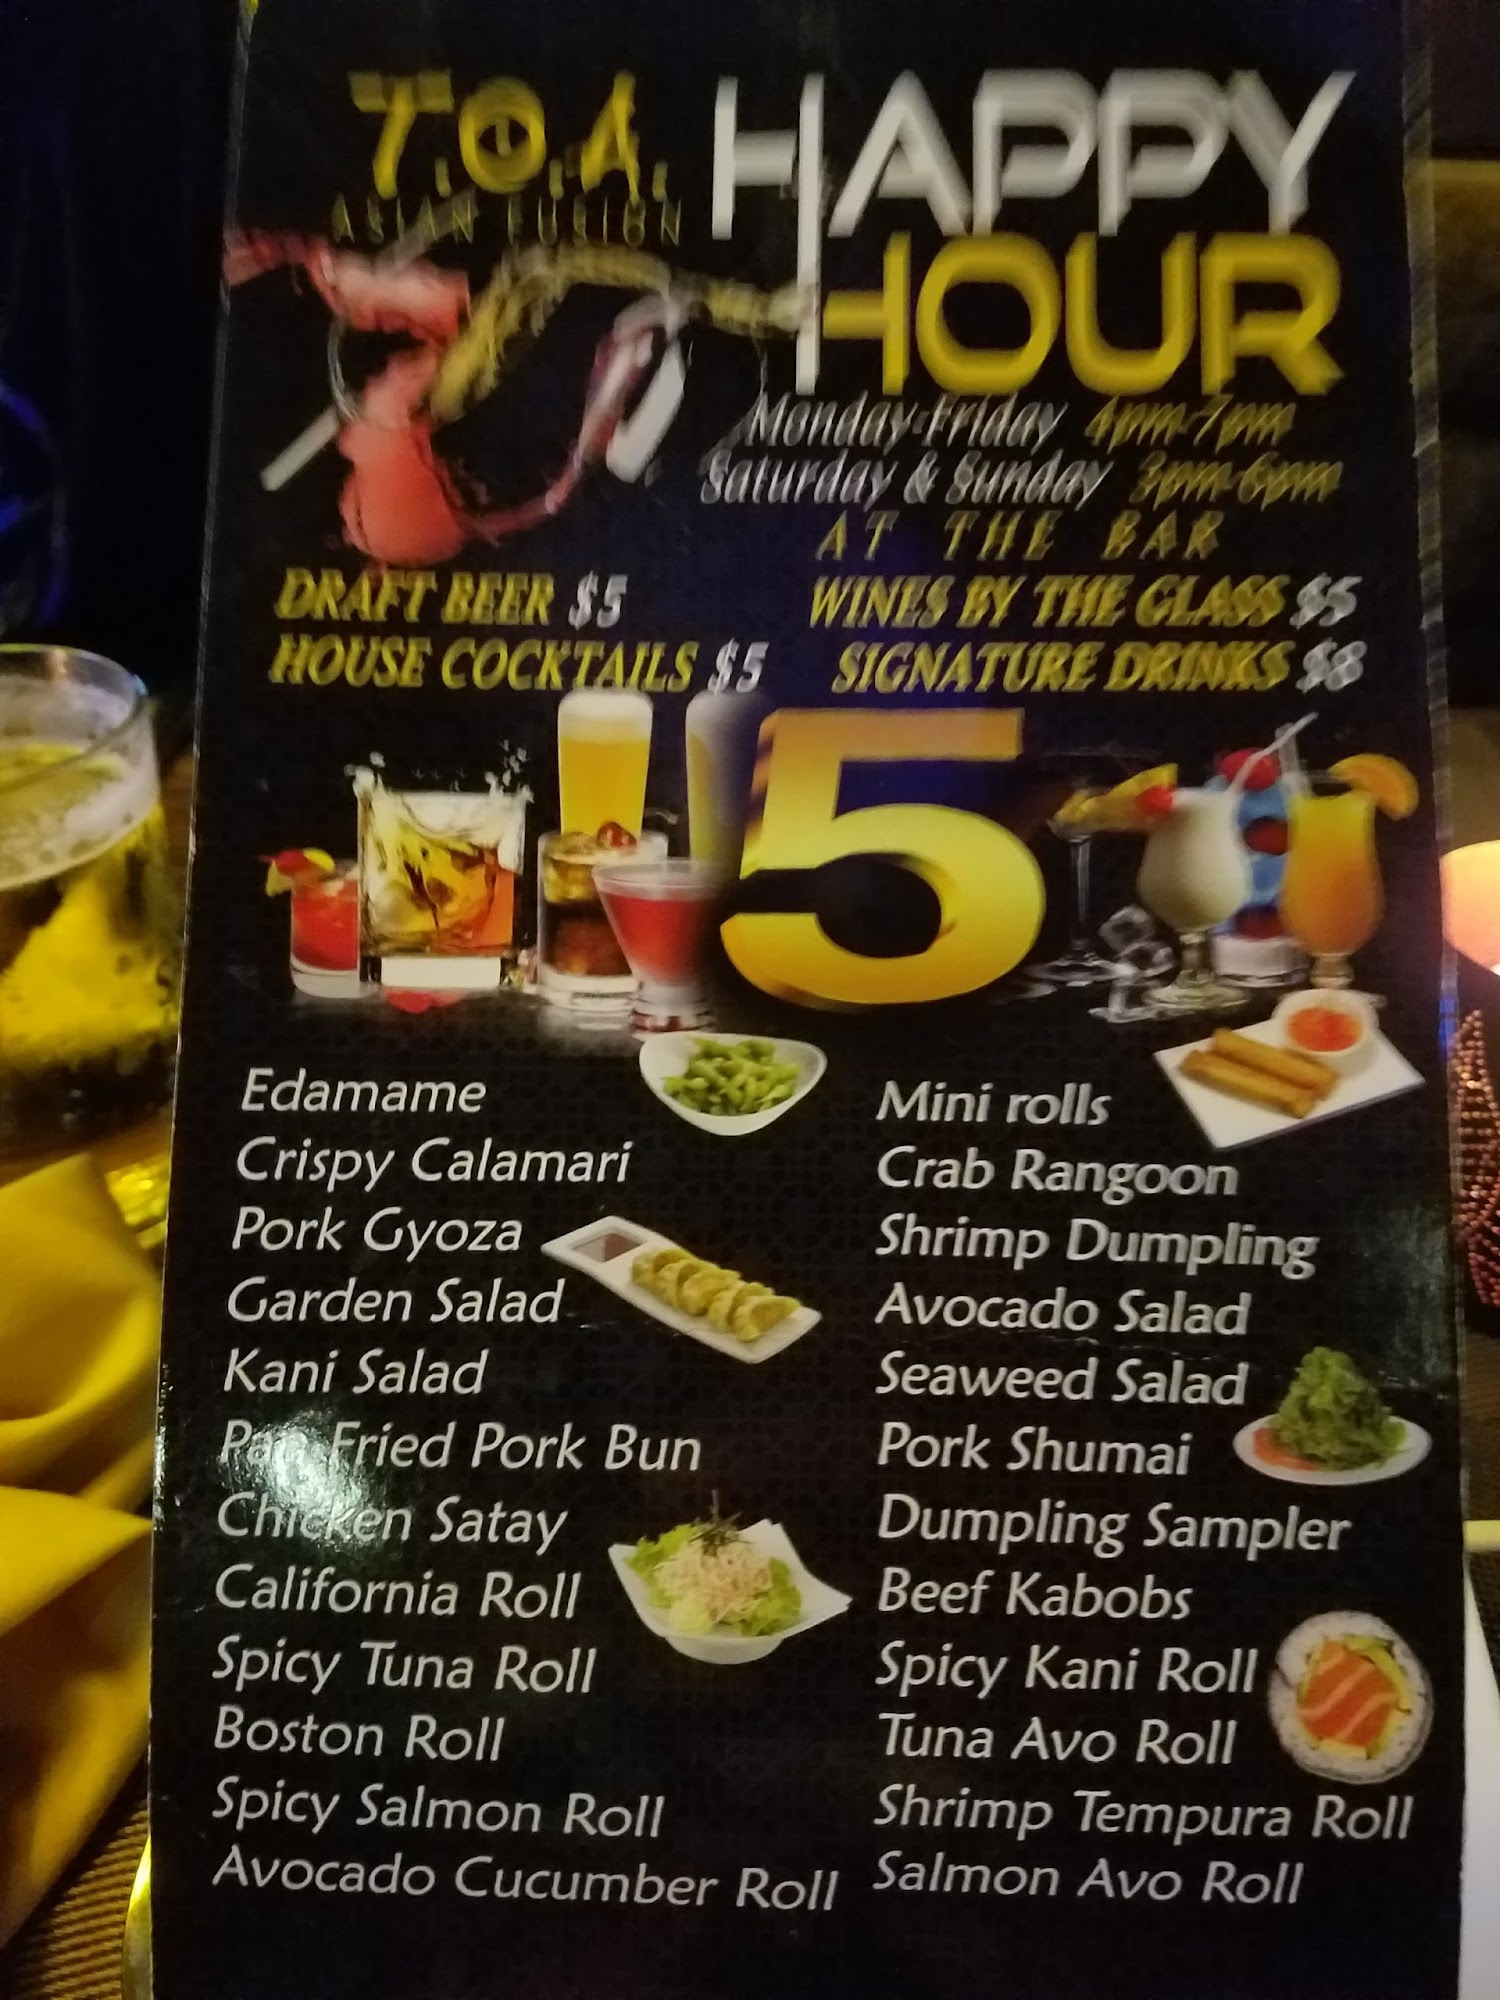 T.O.A.
ASIAN FUSION
HAPPY
HOUR
Monday-Friday 4pm-7pm
Saturday & Sunday 3pm-6pm
AT THE BAR
DRAFT BEER $5
HOUSE COCKTAILS $5
WINES BY THE GLASS $5
SIGNATURE DRINKS $8
5
Edamame
Crispy Calamari
Pork Gyoza
Garden Salad
Kani Salad
Pan Fried Pork Bun
Chicken Satay
California Roll
Spicy Tuna Roll
Boston Roll
Spicy Salmon Roll
Avocado Cucumber Roll
Mini rolls
Crab Rangoon
Shrimp Dumpling
Avocado Salad
Seaweed Salad
Pork Shumai
Dumpling Sampler
Beef Kabobs
Spicy Kani Roll
Tuna Avo Roll
Shrimp Tempura Roll
Salmon Avo Roll